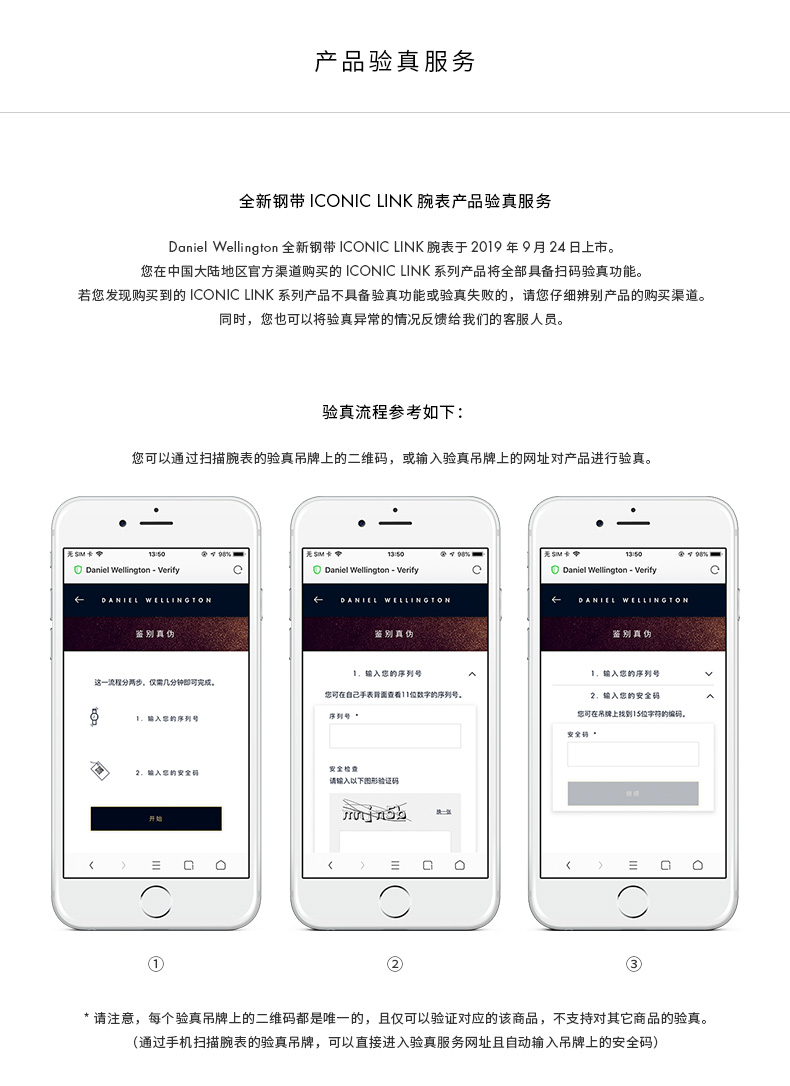 产品验真服务
全新钢带 ICONIC LINK 腕表产品验真服务
Daniel Wellington 全新钢带 ICONIC LINK 腕表于 2019 年 9 月 24 日上市。
您在中国大陆地区官方渠道购买的 ICONIC LINK 系列产品将全部具备扫码验真功能。
若您发现购买到的 ICONIC LINK 系列产品不具备验真功能或验真失败的，请您仔细辨别产品的购买渠道。
同时，您也可以将验真异常的情况反馈给我们的客服人员。
验真流程参考如下：
您可以通过扫描腕表的验真吊牌上的二维码，或输入验真吊牌上的网址对产品进行验真。
无 SIM 卡 13:50 98%
Daniel Wellington - Verify
DANIEL WELLINGTON
鉴别真伪
这一流程分两步，仅需几分钟即可完成。
1. 输入您的序列号
2. 输入您的安全码
开始
①
无 SIM 卡 13:50 98%
Daniel Wellington - Verify
DANIEL WELLINGTON
鉴别真伪
1. 输入您的序列号
您可在自己手表背面查看11位数字的序列号。
序列号 *
安全检查
请输入以下图形验证码
换一张
②
无 SIM 卡 13:50 98%
Daniel Wellington - Verify
DANIEL WELLINGTON
鉴别真伪
1. 输入您的序列号
2. 输入您的安全码
您可在吊牌上找到15位字符的编码。
安全码 *
③
* 请注意，每个验真吊牌上的二维码都是唯一的，且仅可以验证对应的该商品，不支持对其它商品的验真。
（通过手机扫描腕表的验真吊牌，可以直接进入验真服务网址且自动输入吊牌上的安全码）